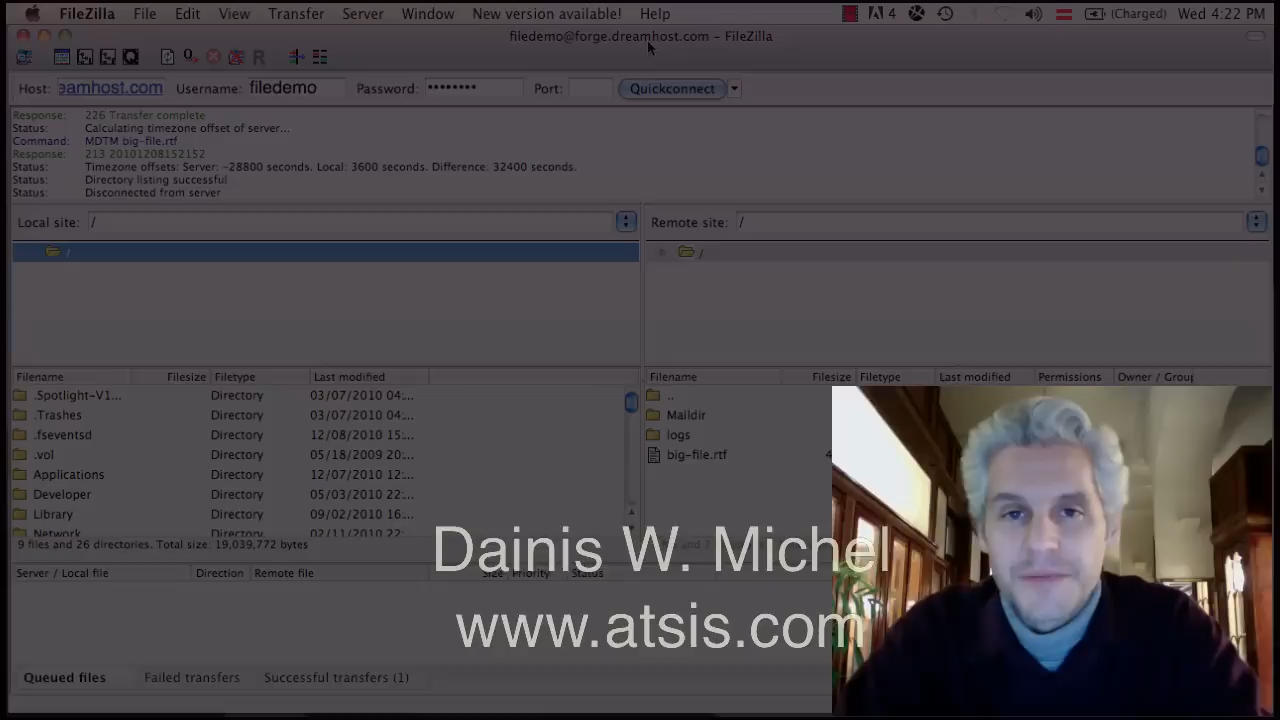 FileZilla File Edit View Transfer Server Window New version available! Help 4 (Charged) Wed 4:22 PM
filedemo@forge.dreamhost.com - FileZilla
Host: eamhost.com Username: filedemo Password: •••••••• Port: Quickconnect
Response: 226 Transfer complete
Status: Calculating timezone offset of server...
Command: MDTM big-file.rtf
Response: 213 20101208152152
Status: Timezone offsets: Server: -28800 seconds. Local: 3600 seconds. Difference: 32400 seconds.
Status: Directory listing successful
Status: Disconnected from server
Local site: / Remote site: /
/ /
Filename Filesize Filetype Last modified Filename Filesize Filetype Last modified Permissions Owner / Group
.Spotlight-V1... Directory 03/07/2010 04:... ..
.Trashes Directory 03/07/2010 04:... Maildir
.fseventsd Directory 12/08/2010 15:... logs
.vol Directory 05/18/2009 20:... big-file.rtf 4
Applications Directory 12/07/2010 12:...
Developer Directory 05/03/2010 22:...
Library Directory 09/02/2010 16:...
Network Directory 02/11/2010 22:...
9 files and 26 directories. Total size: 19,039,772 bytes
Dainis W. Michel
Server / Local file Direction Remote file Size Priority Status
www.atsis.com
Queued files Failed transfers Successful transfers (1)